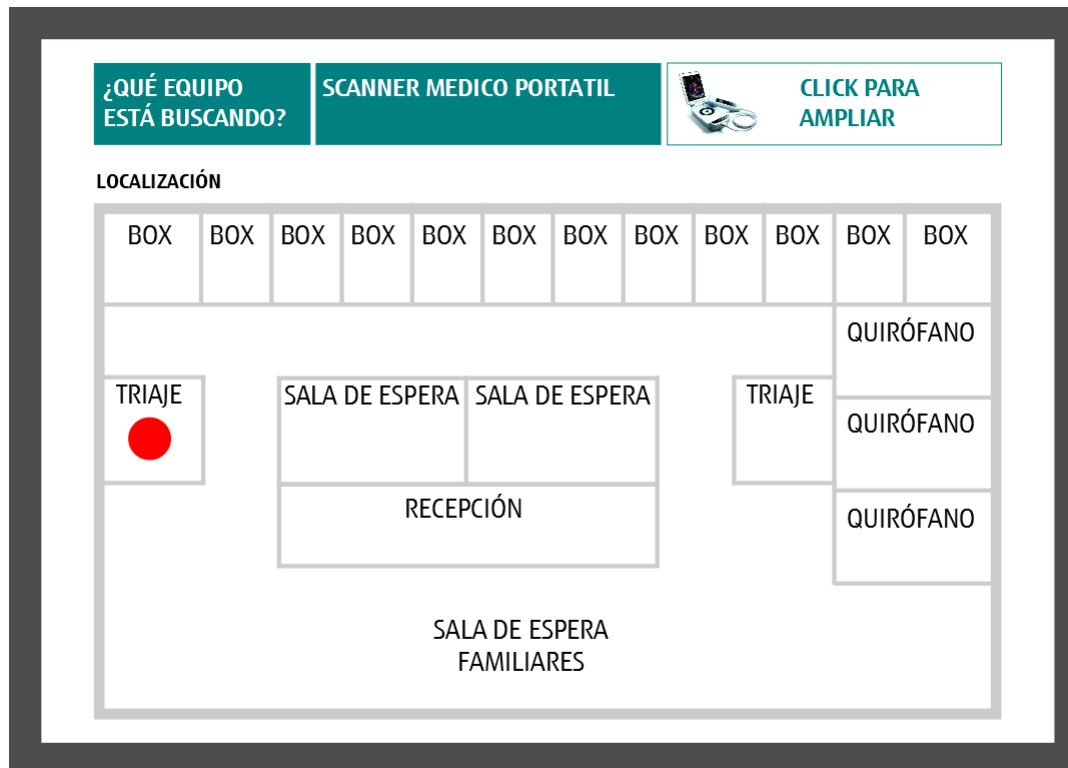 ¿QUÉ EQUIPO
ESTÁ BUSCANDO?
SCANNER MEDICO PORTATIL
CLICK PARA
AMPLIAR
LOCALIZACIÓN
BOX BOX BOX BOX BOX BOX BOX BOX BOX BOX BOX BOX
QUIRÓFANO
TRIAJE
SALA DE ESPERA
SALA DE ESPERA
TRIAJE
QUIRÓFANO
RECEPCIÓN
QUIRÓFANO
SALA DE ESPERA
FAMILIARES